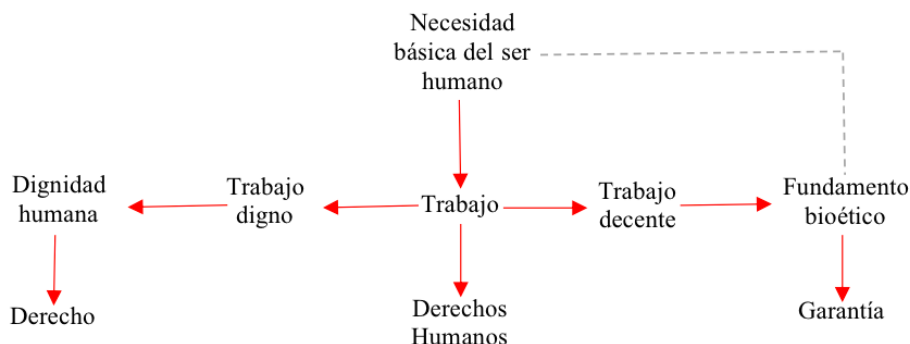 Necesidad
básica del ser
humano
Dignidad
humana
Trabajo
digno
Trabajo
Trabajo
decente
Fundamento
bioético
Derecho
Derechos
Humanos
Garantía